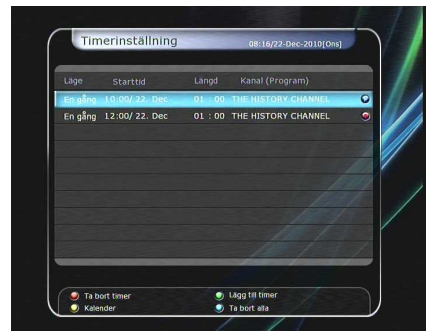 Timerinställning 08:16/22-Dec-2010[Ons]
Läge Starttid Längd Kanal (Program)
En gång 10:00/ 22. Dec 01 : 00 THE HISTORY CHANNEL
En gång 12:00/ 22. Dec 01 : 00 THE HISTORY CHANNEL
Ta bort timer Lägg till timer
Kalender Ta bort alla